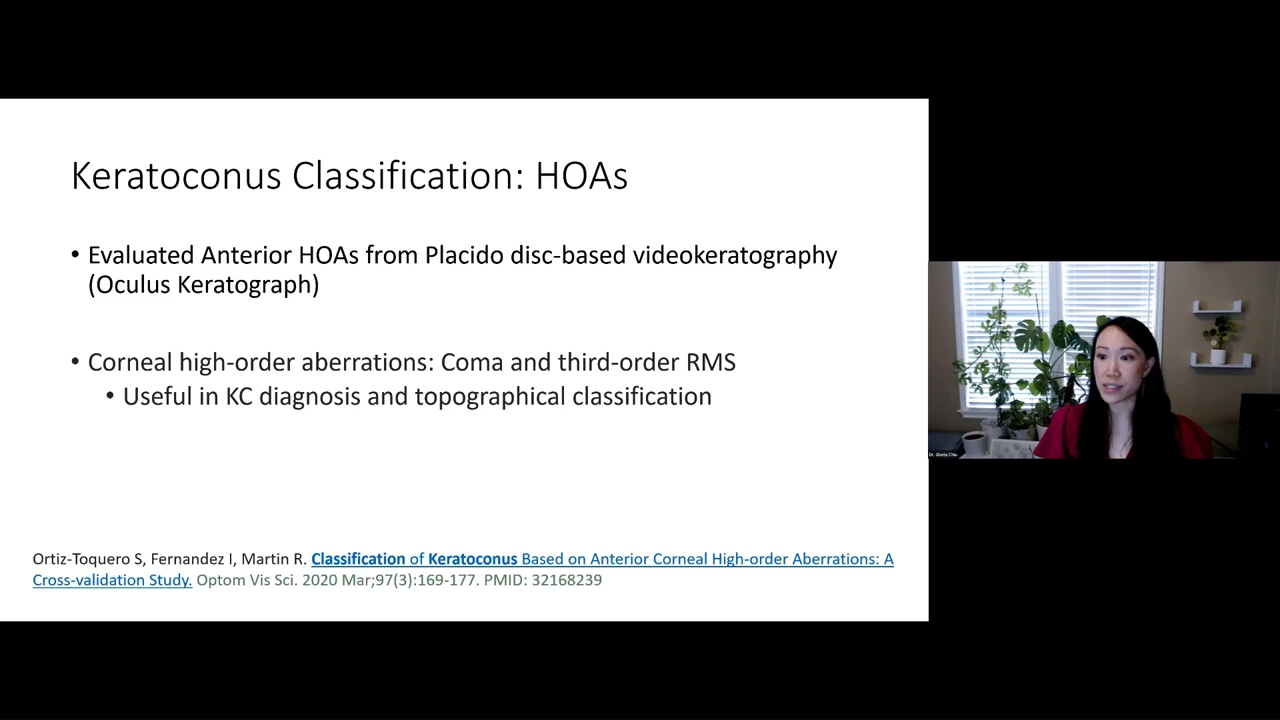 Keratoconus Classification: HOAs
• Evaluated Anterior HOAs from Placido disc-based videokeratography
(Oculus Keratograph)
• Corneal high-order aberrations: Coma and third-order RMS
• Useful in KC diagnosis and topographical classification
Ortiz-Toquero S, Fernandez I, Martin R. Classification of Keratoconus Based on Anterior Corneal High-order Aberrations: A
Cross-validation Study. Optom Vis Sci. 2020 Mar;97(3):169-177. PMID: 32168239
Dr. Gloria Chiu